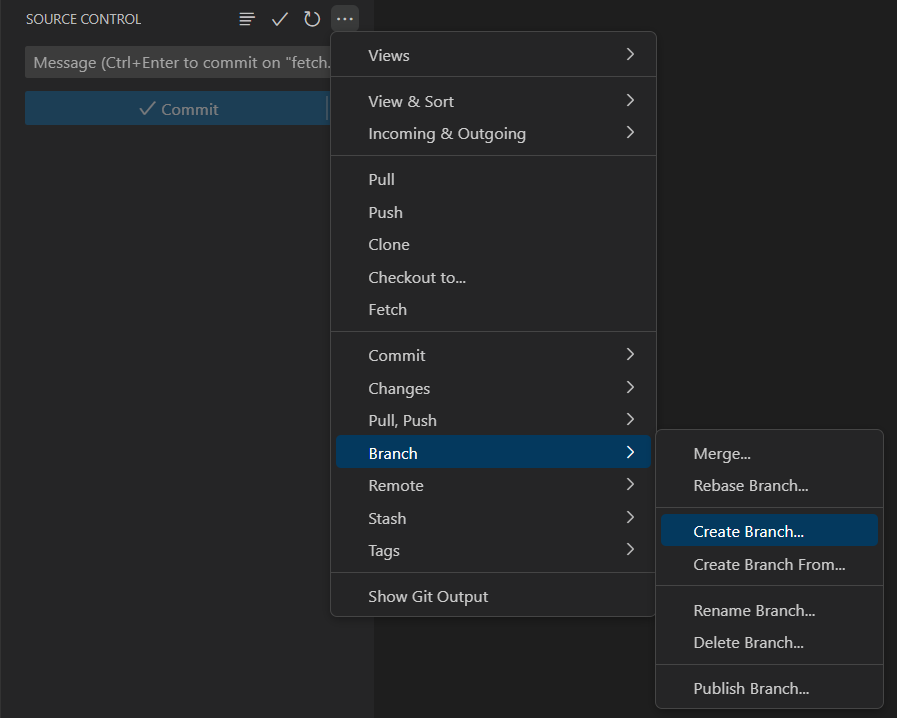 SOURCE CONTROL
Message (Ctrl+Enter to commit on "fetch.
Commit
Views
View & Sort
Incoming & Outgoing
Pull
Push
Clone
Checkout to...
Fetch
Commit
Changes
Pull, Push
Branch
Remote
Stash
Tags
Show Git Output
Merge...
Rebase Branch...
Create Branch...
Create Branch From...
Rename Branch...
Delete Branch...
Publish Branch...